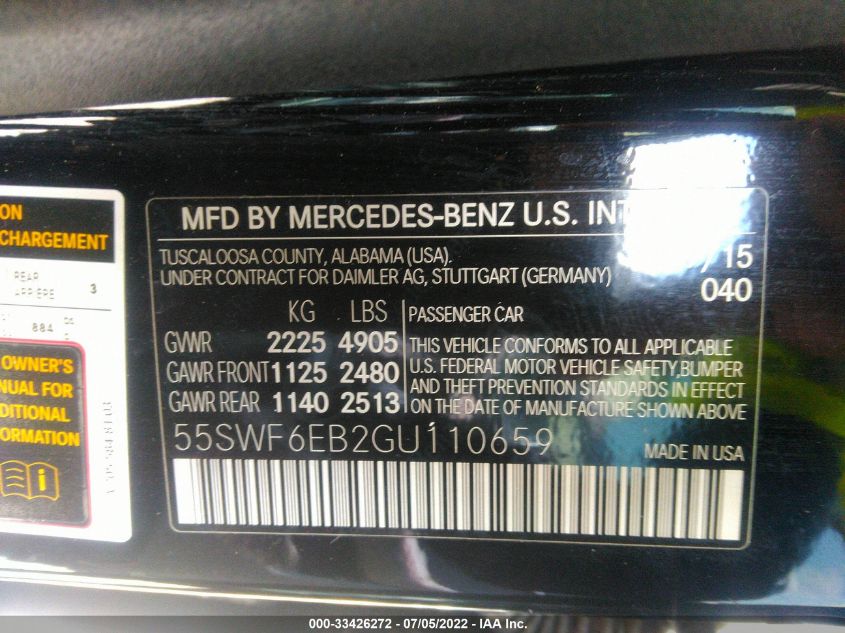 ON
CHARGEMENT
REAR
ARRIERE 3
884
OWNER'S
NUAL FOR
DITIONAL
FORMATION
MFD BY MERCEDES-BENZ U.S. INT
TUSCALOOSA COUNTY, ALABAMA (USA).
UNDER CONTRACT FOR DAIMLER AG, STUTTGART (GERMANY)
/15
040
KG LBS
GVWR 2225 4905
GAWR FRONT 1125 2480
GAWR REAR 1140 2513
PASSENGER CAR
THIS VEHICLE CONFORMS TO ALL APPLICABLE
U.S. FEDERAL MOTOR VEHICLE SAFETY,BUMPER
AND THEFT PREVENTION STANDARDS IN EFFECT
ON THE DATE OF MANUFACTURE SHOWN ABOVE
55SWF6EB2GU110659
MADE IN USA
000-33426272 - 07/05/2022 - IAA Inc.